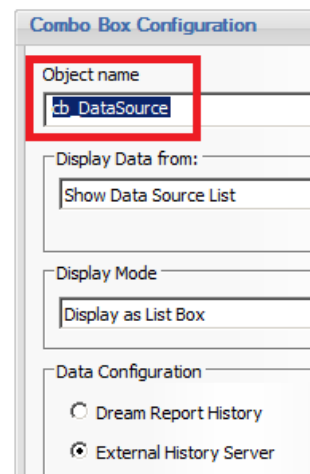 Combo Box Configuration
Object name
cb_DataSource
Display Data from:
Show Data Source List
Display Mode
Display as List Box
Data Configuration
Dream Report History
External History Server